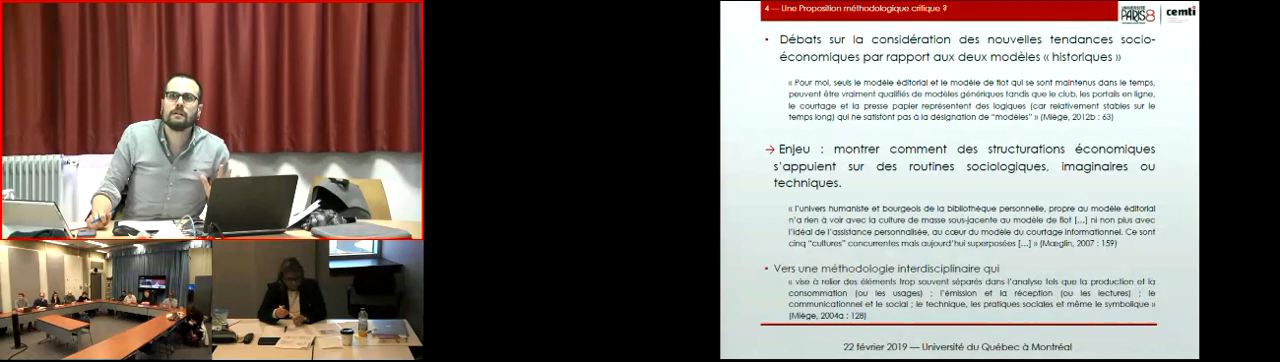 4 — Une Proposition méthodologique critique ?
UNIVERSITÉ
PARIS 8
cemti
• Débats sur la considération des nouvelles tendances socio-
économiques par rapport aux deux modèles « historiques »
« Pour moi, seuls le modèle éditorial et le modèle de flot qui se sont maintenus dans le temps,
peuvent être vraiment qualifiés de modèles génériques tandis que le club, les portails en ligne,
le courtage et la presse papier représentent des logiques (car relativement stables sur le
temps long) qui ne satisfont pas à la désignation de “modèles” » (Miège, 2012b : 63)
→ Enjeu : montrer comment des structurations économiques
s’appuient sur des routines sociologiques, imaginaires ou
techniques.
« l’univers humaniste et bourgeois de la bibliothèque personnelle, propre au modèle éditorial
n’a rien à voir avec la culture de masse sous-jacente au modèle de flot [...] ni non plus avec
l’idéal de l’assistance personnalisée, au cœur du modèle du courtage informationnel. Ce sont
cinq “cultures” concurrentes mais aujourd’hui superposées [...] » (Mœglin, 2007 : 159)
• Vers une méthodologie interdisciplinaire qui
« vise à relier des éléments trop souvent séparés dans l’analyse tels que la production et la
consommation (ou les usages) ; l’émission et la réception (ou les lectures) ; le
communicationnel et le social ; le technique, les pratiques sociales et même le symbolique »
(Miège, 2004a : 128)
22 février 2019 — Université du Québec à Montréal